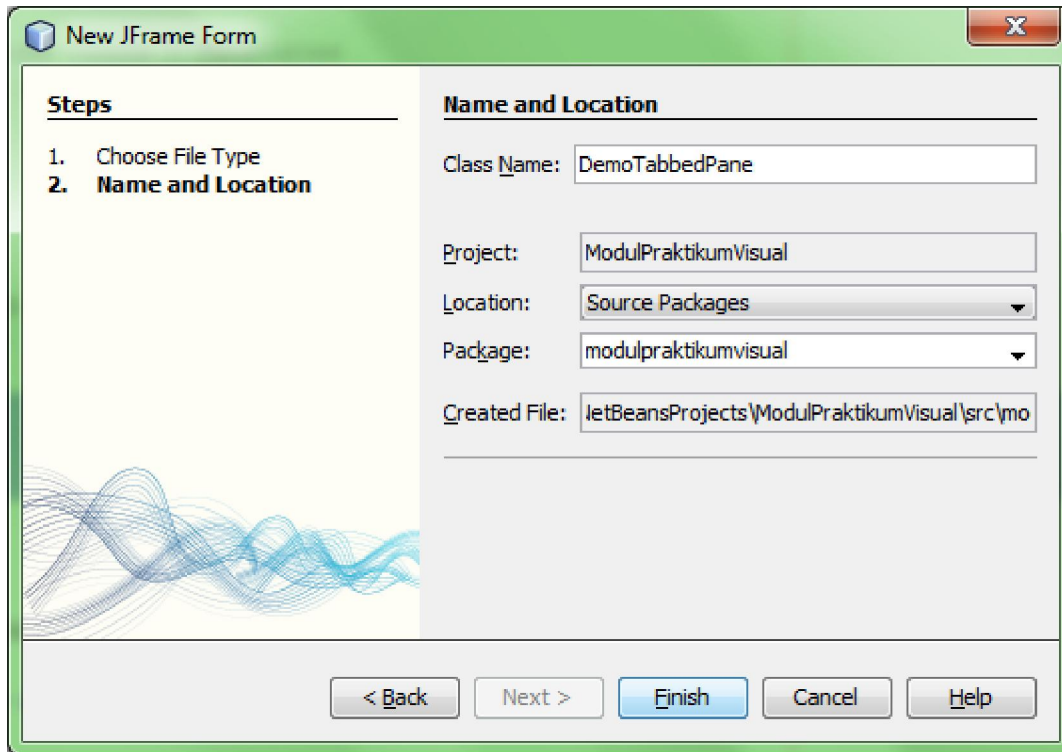 New JFrame Form
X
Steps
1. Choose File Type
2. Name and Location
Name and Location
Class Name: DemoTabbedPane
Project: ModulPraktikumVisual
Location: Source Packages
Package: modulpraktikumvisual
Created File: NetBeansProjects\ModulPraktikumVisual\src\mo
< Back Next > Finish Cancel Help